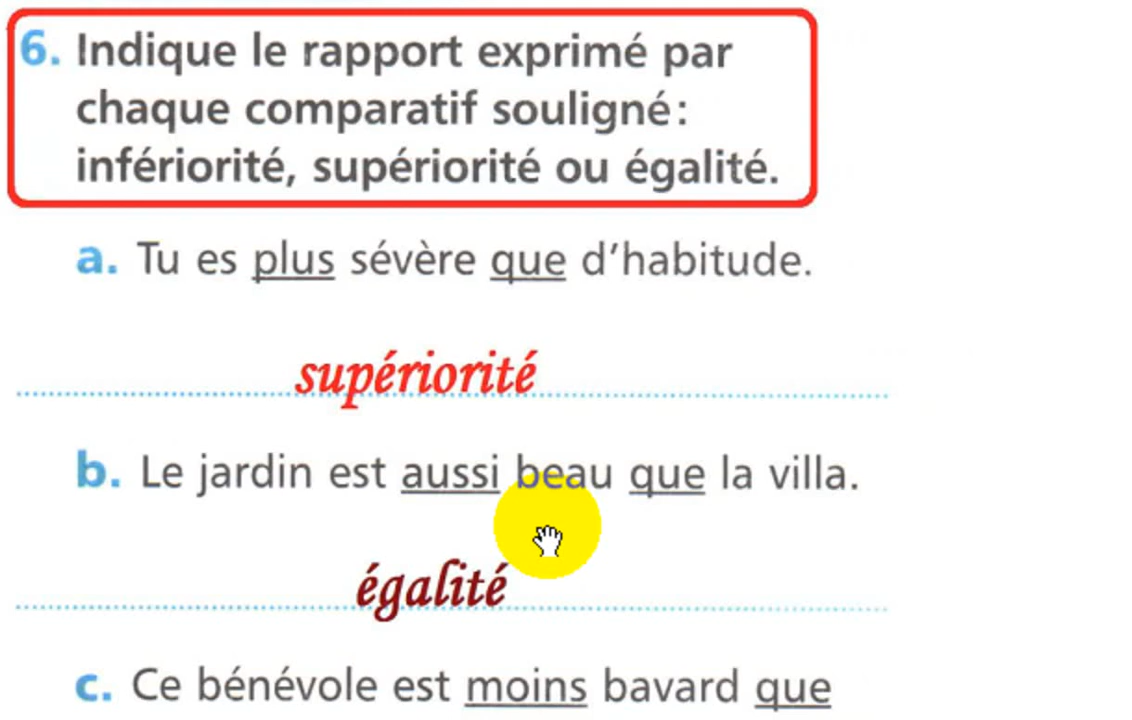 6. Indique le rapport exprimé par
chaque comparatif souligné :
infériorité, supériorité ou égalité.
a. Tu es plus sévère que d'habitude.
supériorité
b. Le jardin est aussi beau que la villa.
égalité
c. Ce bénévole est moins bavard que